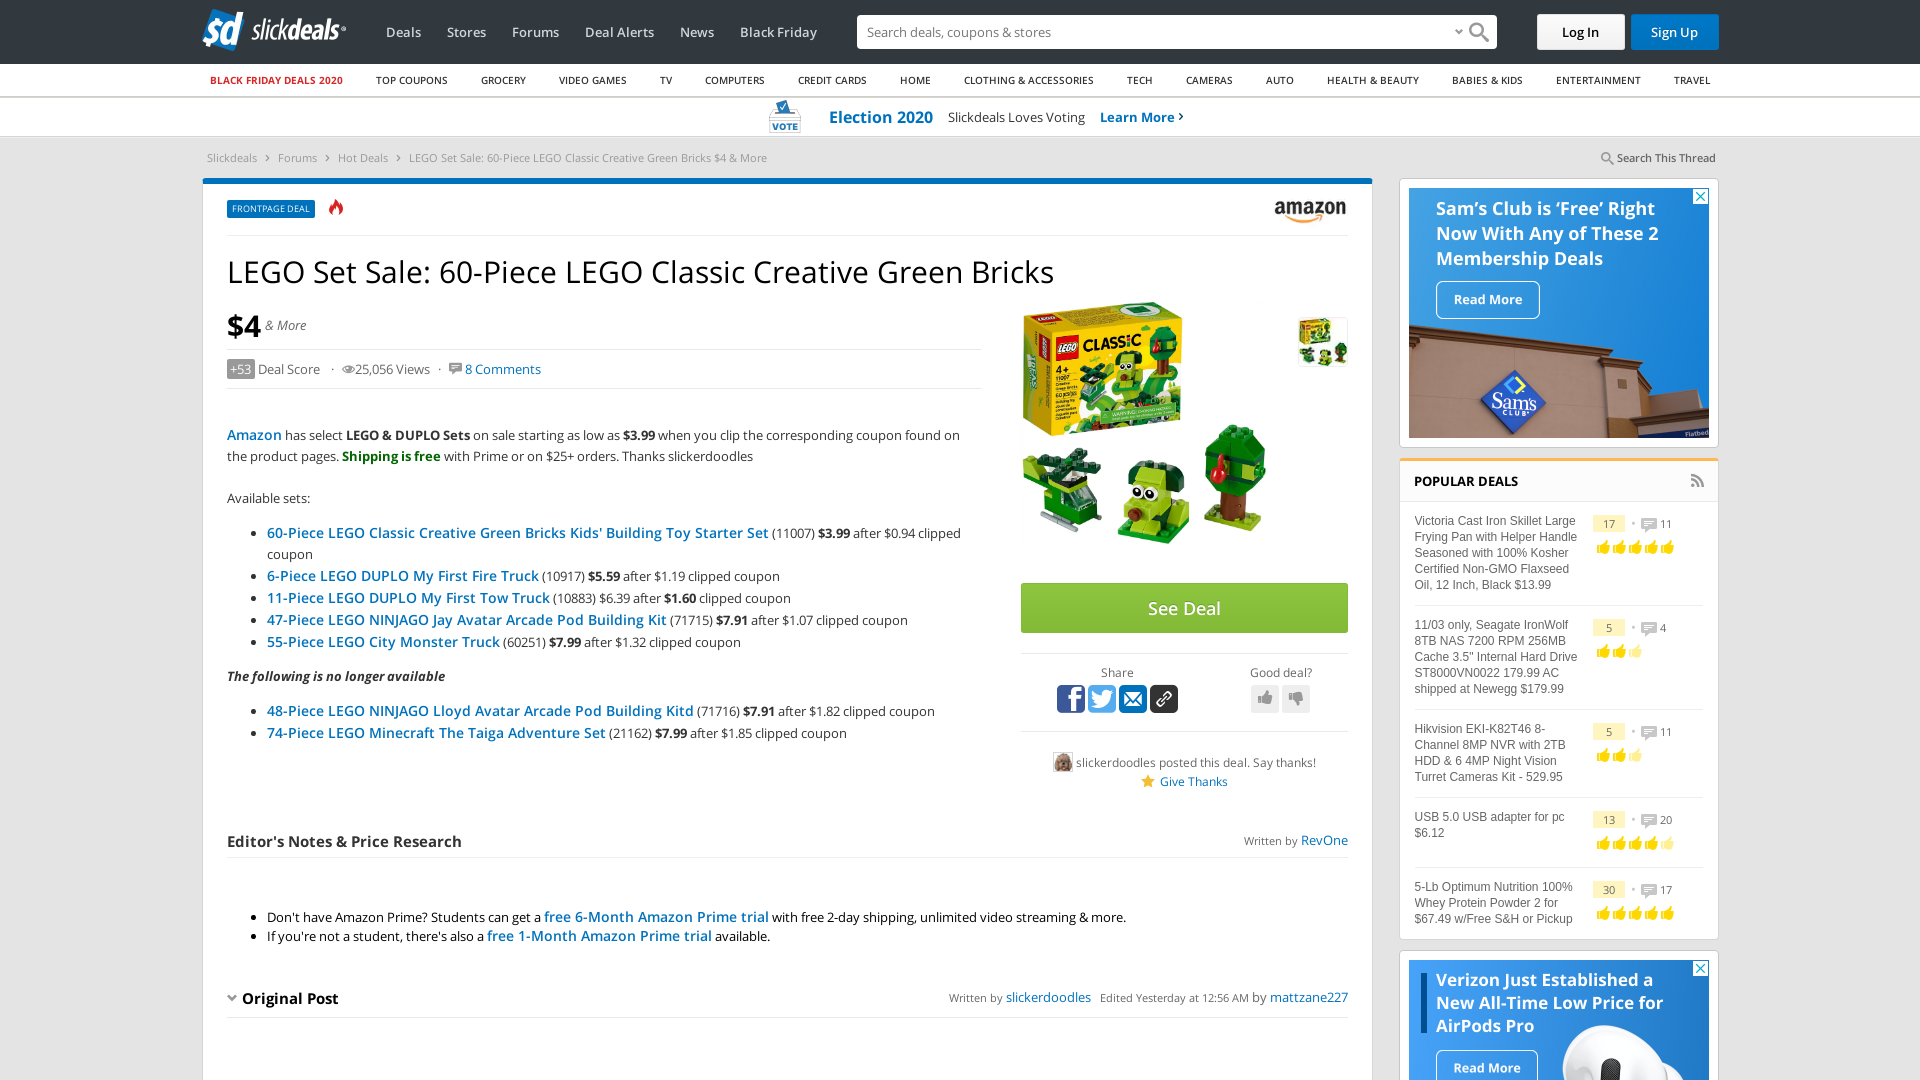 slickdeals
Deals
Stores
Forums
Deal Alerts
News
Black Friday
Search deals, coupons & stores
Log In
Sign Up
BLACK FRIDAY DEALS 2020
TOP COUPONS
GROCERY
VIDEO GAMES
TV
COMPUTERS
CREDIT CARDS
HOME
CLOTHING & ACCESSORIES
TECH
CAMERAS
AUTO
HEALTH & BEAUTY
BABIES & KIDS
ENTERTAINMENT
TRAVEL
VOTE
Election 2020 Slickdeals Loves Voting Learn More
Slickdeals > Forums > Hot Deals > LEGO Set Sale: 60-Piece LEGO Classic Creative Green Bricks $4 & More
Search This Thread
FRONTPAGE DEAL
amazon
LEGO Set Sale: 60-Piece LEGO Classic Creative Green Bricks
$4 & More
+53 Deal Score · 25,056 Views · 8 Comments
Amazon has select LEGO & DUPLO Sets on sale starting as low as $3.99 when you clip the corresponding coupon found on
the product pages. Shipping is free with Prime or on $25+ orders. Thanks slickerdoodles
Available sets:
60-Piece LEGO Classic Creative Green Bricks Kids' Building Toy Starter Set (11007) $3.99 after $0.94 clipped
coupon
6-Piece LEGO DUPLO My First Fire Truck (10917) $5.59 after $1.19 clipped coupon
11-Piece LEGO DUPLO My First Tow Truck (10883) $6.39 after $1.60 clipped coupon
47-Piece LEGO NINJAGO Jay Avatar Arcade Pod Building Kit (71715) $7.91 after $1.07 clipped coupon
55-Piece LEGO City Monster Truck (60251) $7.99 after $1.32 clipped coupon
The following is no longer available
48-Piece LEGO NINJAGO Lloyd Avatar Arcade Pod Building Kitd (71716) $7.91 after $1.82 clipped coupon
74-Piece LEGO Minecraft The Taiga Adventure Set (21162) $7.99 after $1.85 clipped coupon
LEGO
CLASSIC
4+
11007
See Deal
Share
Good deal?
slickerdoodles posted this deal. Say thanks!
Give Thanks
Editor's Notes & Price Research
Written by RevOne
Don't have Amazon Prime? Students can get a free 6-Month Amazon Prime trial with free 2-day shipping, unlimited video streaming & more.
If you're not a student, there's also a free 1-Month Amazon Prime trial available.
Original Post
Written by slickerdoodles Edited Yesterday at 12:56 AM by mattzane227
Sam's Club is 'Free' Right
Now With Any of These 2
Membership Deals
Read More
Sam's
CLUB
POPULAR DEALS
Victoria Cast Iron Skillet Large
Frying Pan with Helper Handle
Seasoned with 100% Kosher
Certified Non-GMO Flaxseed
Oil, 12 Inch, Black $13.99
17 • 11
11/03 only, Seagate IronWolf
8TB NAS 7200 RPM 256MB
Cache 3.5" Internal Hard Drive
ST8000VN0022 179.99 AC
shipped at Newegg $179.99
5 • 4
Hikvision EKI-K82T46 8-
Channel 8MP NVR with 2TB
HDD & 6 4MP Night Vision
Turret Cameras Kit - 529.95
5 • 11
USB 5.0 USB adapter for pc
$6.12
13 • 20
5-Lb Optimum Nutrition 100%
Whey Protein Powder 2 for
$67.49 w/Free S&H or Pickup
30 • 17
Verizon Just Established a
New All-Time Low Price for
AirPods Pro
Read More